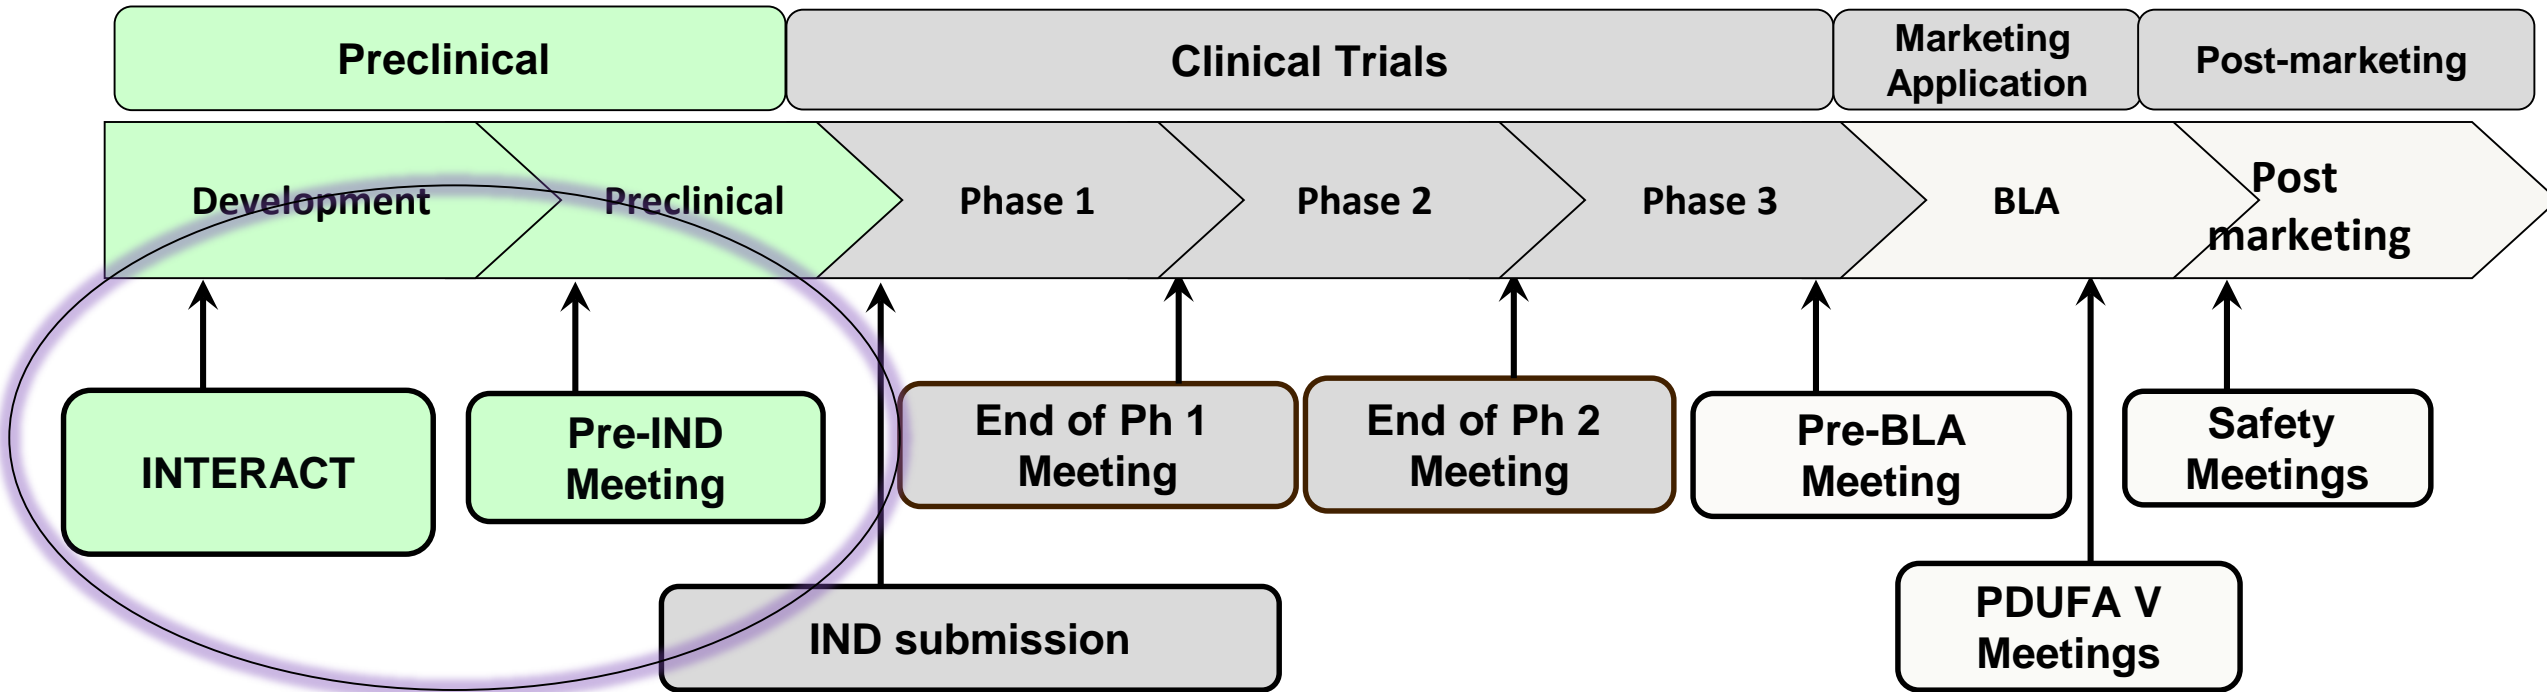 Preclinical
Clinical Trials
Marketing
Application
Post-marketing
Development
Preclinical
Phase 1
Phase 2
Phase 3
BLA
Post
marketing
INTERACT
Pre-IND
Meeting
End of Ph 1
Meeting
End of Ph 2
Meeting
Pre-BLA
Meeting
Safety
Meetings
IND submission
PDUFA V
Meetings